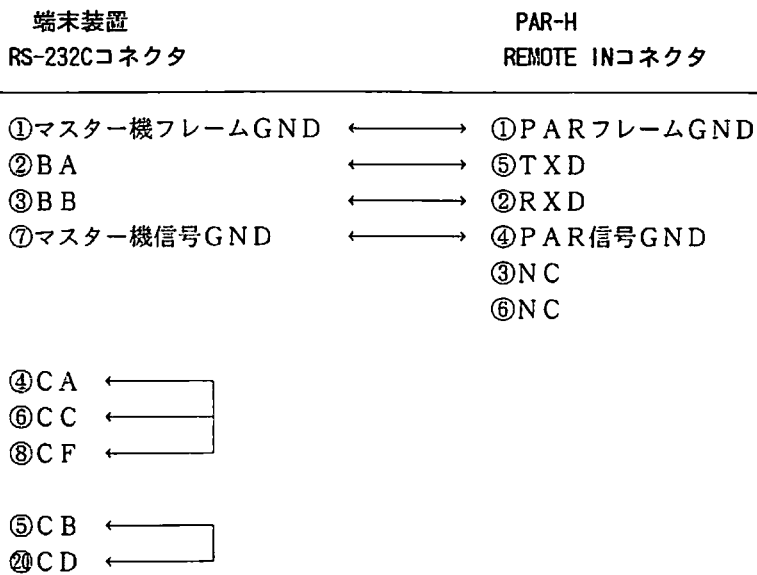 端末装置 PAR-H
RS-232Cコネクタ REMOTE INコネクタ
①マスター機フレームGND ←→ ①PARフレームGND
②BA ←→ ⑤TXD
③BB ←→ ②RXD
⑦マスター機信号GND ←→ ④PAR信号GND
③NC
⑥NC
④CA ←
⑥CC ←
⑧CF ←
⑤CB ←
⑳CD ←